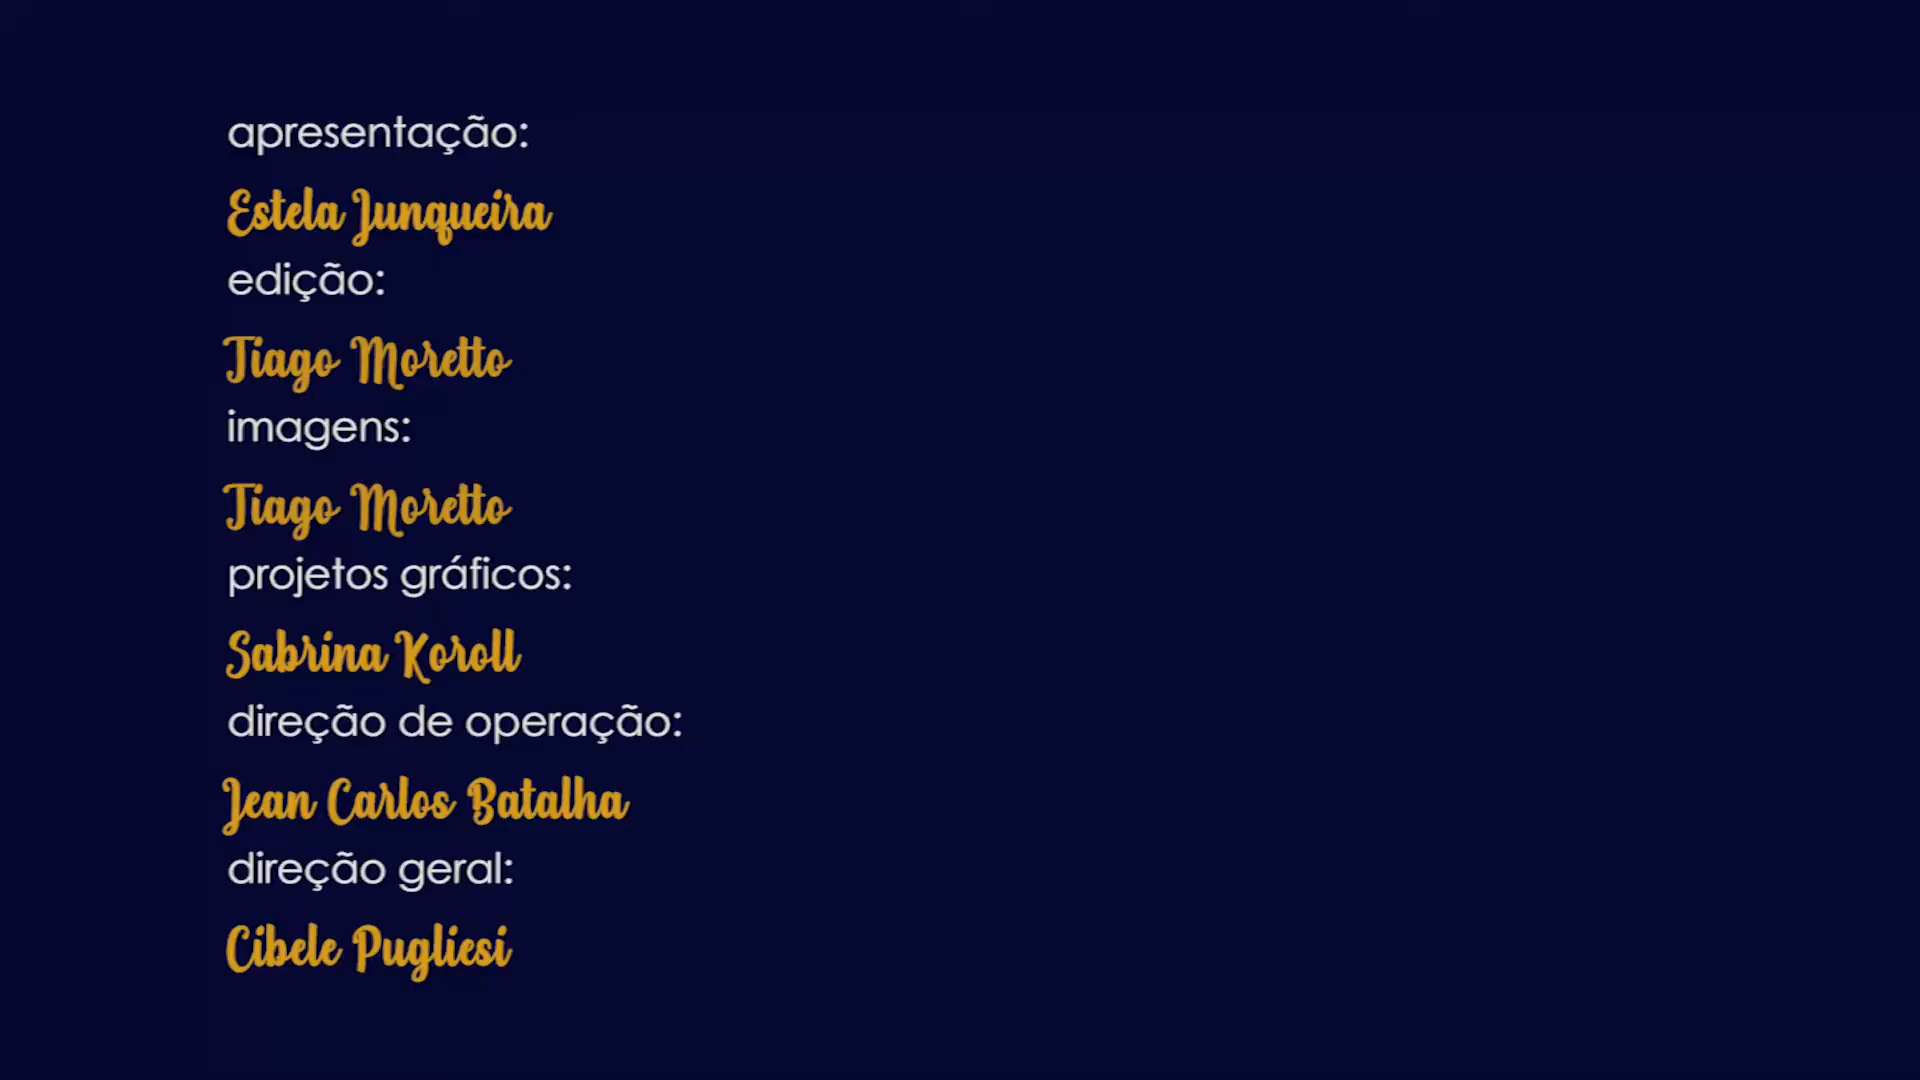 apresentação:
Estela Junqueira
edição:
Tiago Moretto
imagens:
Tiago Moretto
projetos gráficos:
Sabrina Koroll
direção de operação:
Jean Carlos Batalha
direção geral:
Cibele Pugliesi